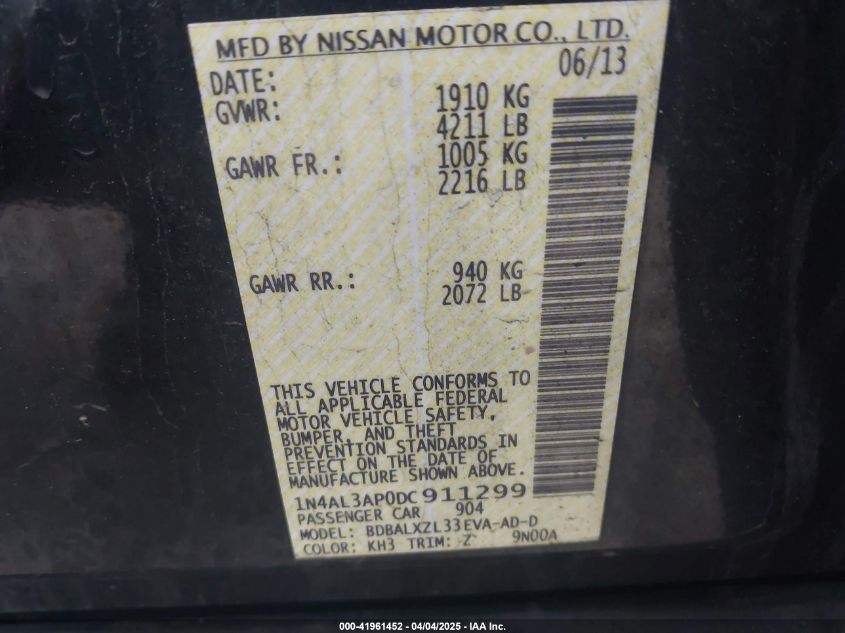 MFD BY NISSAN MOTOR CO., LTD.
DATE: 06/13
GVWR: 1910 KG
4211 LB
GAWR FR.: 1005 KG
2216 LB
GAWR RR.: 940 KG
2072 LB
THIS VEHICLE CONFORMS TO
ALL APPLICABLE FEDERAL
MOTOR VEHICLE SAFETY,
BUMPER, AND THEFT
PREVENTION STANDARDS IN
EFFECT ON THE DATE OF
MANUFACTURE SHOWN ABOVE.
1N4AL3AP0DC911299
PASSENGER CAR 904
MODEL: BDBALXZL33EVA-AD-D
COLOR: KH3 TRIM: Z 9N00A
000-41961452 - 04/04/2025 - IAA Inc.